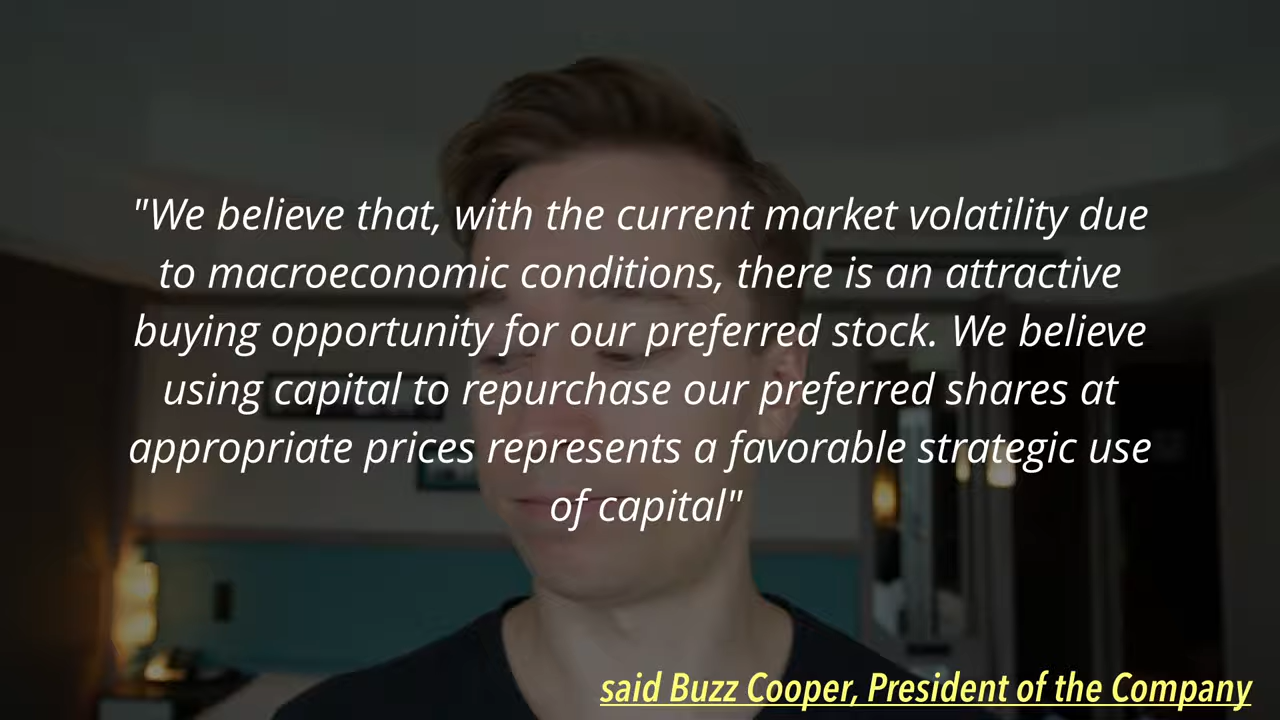 "We believe that, with the current market volatility due
to macroeconomic conditions, there is an attractive
buying opportunity for our preferred stock. We believe
using capital to repurchase our preferred shares at
appropriate prices represents a favorable strategic use
of capital"
said Buzz Cooper, President of the Company